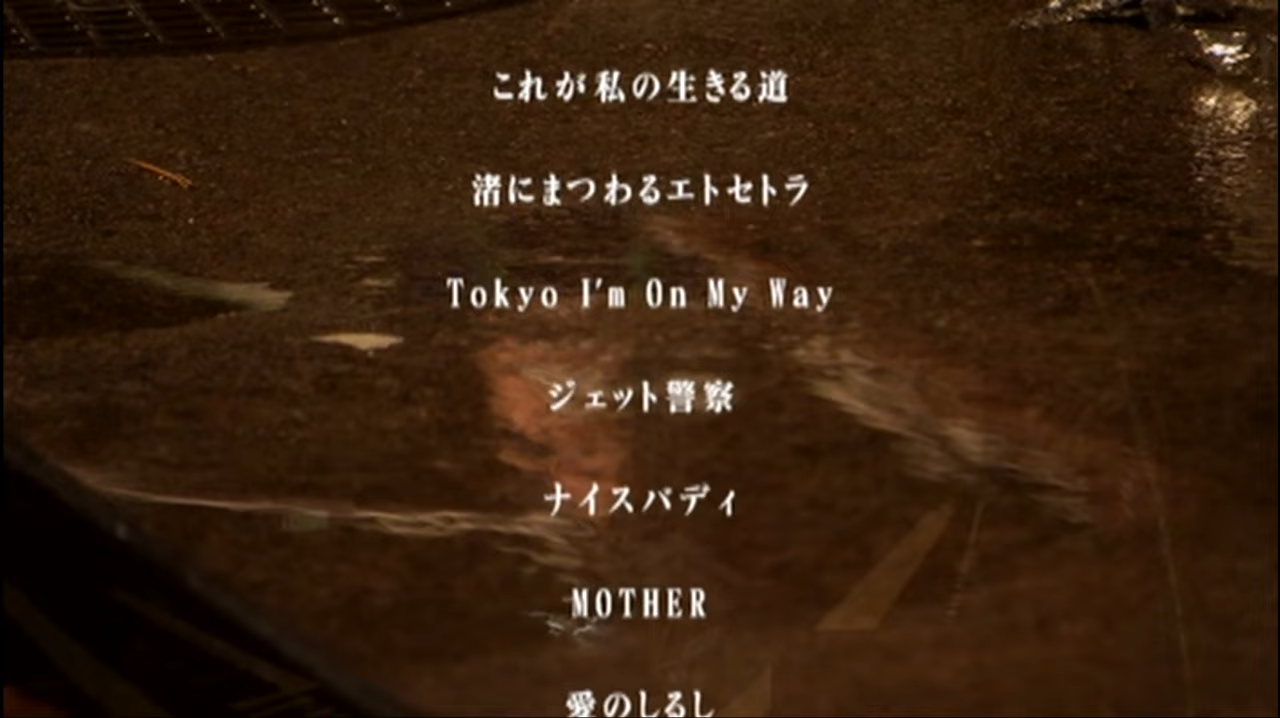 これが私の生きる道
渚にまつわるエトセトラ
Tokyo I'm On My Way
ジェット警察
ナイスバディ
MOTHER
愛のしるし